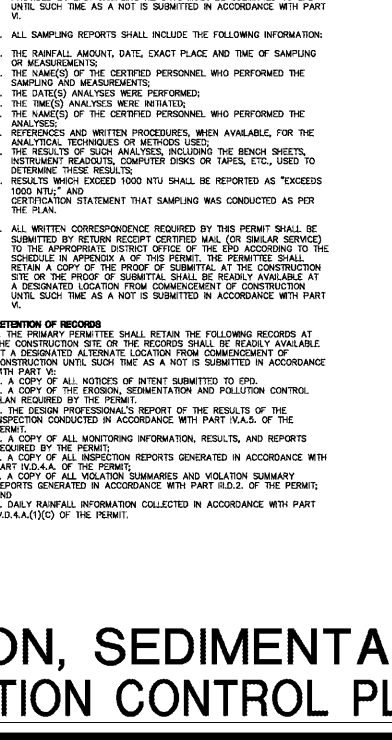 UNTIL SUCH TIME AS A NOT IS SUBMITTED IN ACCORDANCE WITH PART
VI.
. ALL SAMPLING REPORTS SHALL INCLUDE THE FOLLOWING INFORMATION:
. THE RAINFALL AMOUNT, DATE, EXACT PLACE AND TIME OF SAMPLING
OR MEASUREMENTS;
. THE NAME(S) OF THE CERTIFIED PERSONNEL WHO PERFORMED THE
SAMPLING AND MEASUREMENTS;
. THE DATE(S) ANALYSES WERE PERFORMED;
. THE TIME(S) ANALYSES WERE INITIATED;
. THE NAME(S) OF THE CERTIFIED PERSONNEL WHO PERFORMED THE
ANALYSES;
. REFERENCES AND WRITTEN PROCEDURES, WHEN AVAILABLE, FOR THE
ANALYTICAL TECHNIQUES OR METHODS USED;
. THE RESULTS OF SUCH ANALYSES, INCLUDING THE BENCH SHEETS,
INSTRUMENT READOUTS, COMPUTER DISKS OR TAPES, ETC., USED TO
DETERMINE THESE RESULTS;
. RESULTS WHICH EXCEED 1000 NTU SHALL BE REPORTED AS "EXCEEDS
1000 NTU;" AND
CERTIFICATION STATEMENT THAT SAMPLING WAS CONDUCTED AS PER
THE PLAN.
. ALL WRITTEN CORRESPONDENCE REQUIRED BY THIS PERMIT SHALL BE
SUBMITTED BY RETURN RECEIPT CERTIFIED MAIL (OR SIMILAR SERVICE)
TO THE APPROPRIATE DISTRICT OFFICE OF THE EPD ACCORDING TO THE
SCHEDULE IN APPENDIX A OF THIS PERMIT. THE PERMITTEE SHALL
RETAIN A COPY OF THE PROOF OF SUBMITTAL AT THE CONSTRUCTION
SITE OR THE PROOF OF SUBMITTAL SHALL BE READILY AVAILABLE AT
A DESIGNATED LOCATION FROM COMMENCEMENT OF CONSTRUCTION
UNTIL SUCH TIME AS A NOT IS SUBMITTED IN ACCORDANCE WITH PART
VI.
ETENTION OF RECORDS
. THE PRIMARY PERMITTEE SHALL RETAIN THE FOLLOWING RECORDS AT
HE CONSTRUCTION SITE OR THE RECORDS SHALL BE READILY AVAILABLE
T A DESIGNATED ALTERNATE LOCATION FROM COMMENCEMENT OF
ONSTRUCTION UNTIL SUCH TIME AS A NOT IS SUBMITTED IN ACCORDANCE
ITH PART VI:
. A COPY OF ALL NOTICES OF INTENT SUBMITTED TO EPD.
. A COPY OF THE EROSION, SEDIMENTATION AND POLLUTION CONTROL
LAN REQUIRED BY THE PERMIT.
. THE DESIGN PROFESSIONAL'S REPORT OF THE RESULTS OF THE
NSPECTION CONDUCTED IN ACCORDANCE WITH PART IV.A.5. OF THE
ERMIT.
. A COPY OF ALL MONITORING INFORMATION, RESULTS, AND REPORTS
EQUIRED BY THE PERMIT;
. A COPY OF ALL INSPECTION REPORTS GENERATED IN ACCORDANCE WITH
ART IV.D.4.A. OF THE PERMIT;
. A COPY OF ALL VIOLATION SUMMARIES AND VIOLATION SUMMARY
EPORTS GENERATED IN ACCORDANCE WITH PART III.D.2. OF THE PERMIT;
ND
. DAILY RAINFALL INFORMATION COLLECTED IN ACCORDANCE WITH PART
V.D.4.A.(1)(C) OF THE PERMIT.
ON, SEDIMENTA
TION CONTROL PL